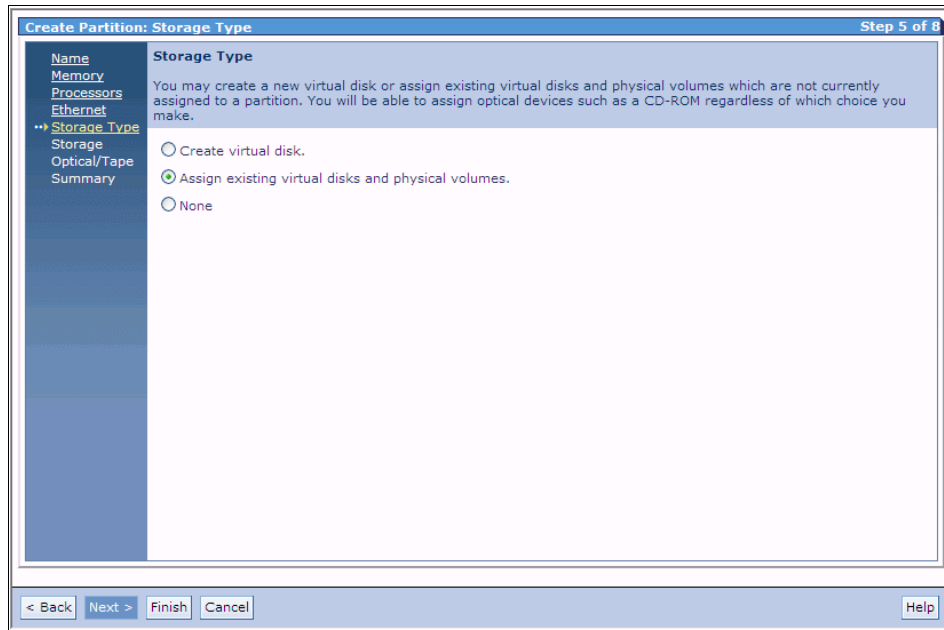 Create Partition: Storage Type
Step 5 of 8
Name
Memory
Processors
Ethernet
Storage Type
Storage
Optical/Tape
Summary
Storage Type
You may create a new virtual disk or assign existing virtual disks and physical volumes which are not currently
assigned to a partition. You will be able to assign optical devices such as a CD-ROM regardless of which choice you
make.
Create virtual disk.
Assign existing virtual disks and physical volumes.
None
< Back
Next >
Finish
Cancel
Help